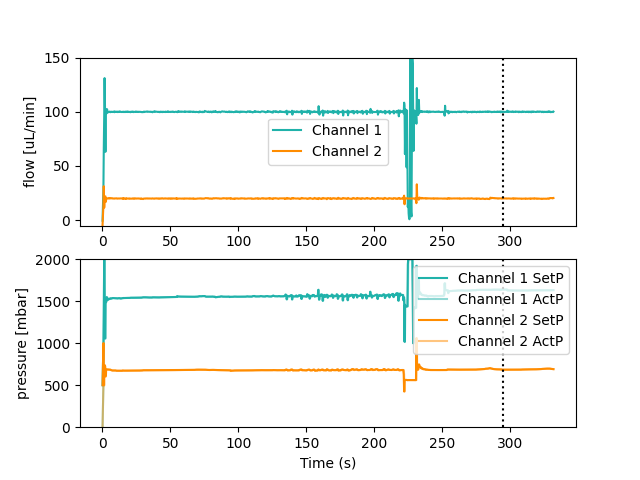 150
100
50
0
flow [uL/min]
Channel 1
Channel 2
0 50 100 150 200 250 300
2000
1500
1000
500
0
pressure [mbar]
Channel 1 SetP
Channel 1 ActP
Channel 2 SetP
Channel 2 ActP
0 50 100 150 200 250 300
Time (s)